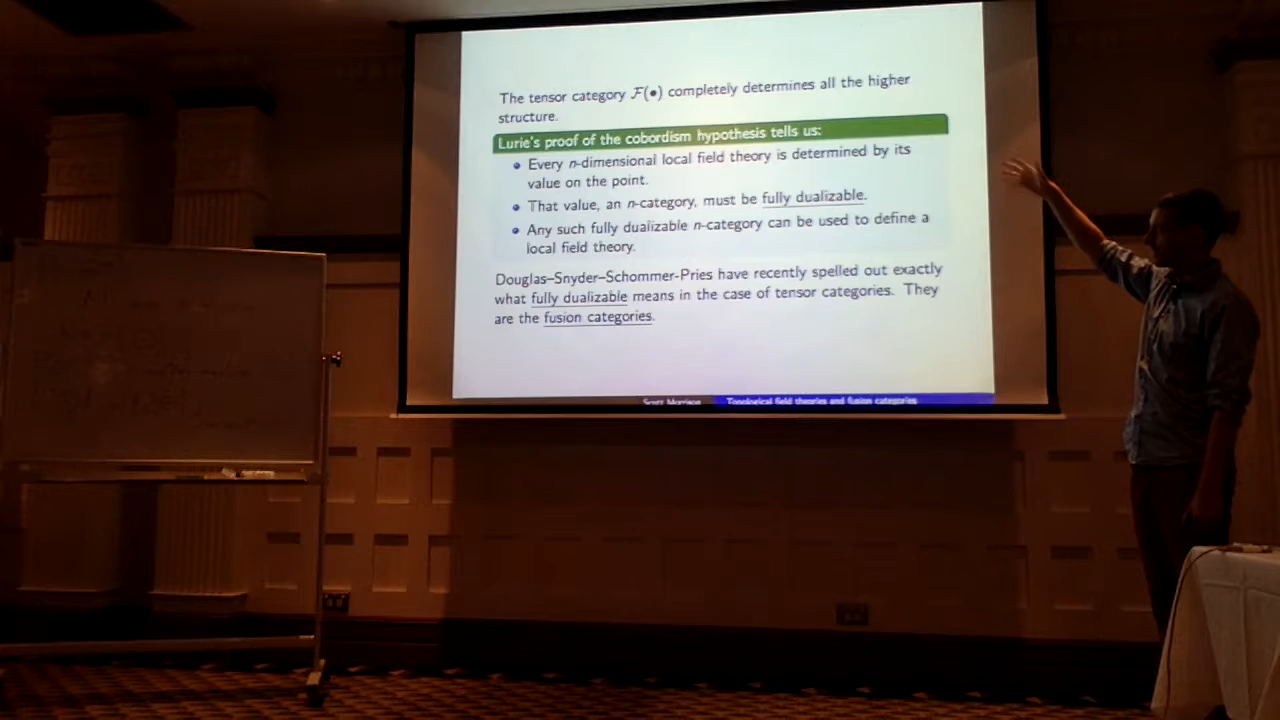 The tensor category F(•) completely determines all the higher
structure.
Lurie's proof of the cobordism hypothesis tells us:
• Every n-dimensional local field theory is determined by its
value on the point.
• That value, an n-category, must be fully dualizable.
• Any such fully dualizable n-category can be used to define a
local field theory.
Douglas–Snyder–Schommer-Pries have recently spelled out exactly
what fully dualizable means in the case of tensor categories. They
are the fusion categories.
Scott Morrison Topological field theories and fusion categories